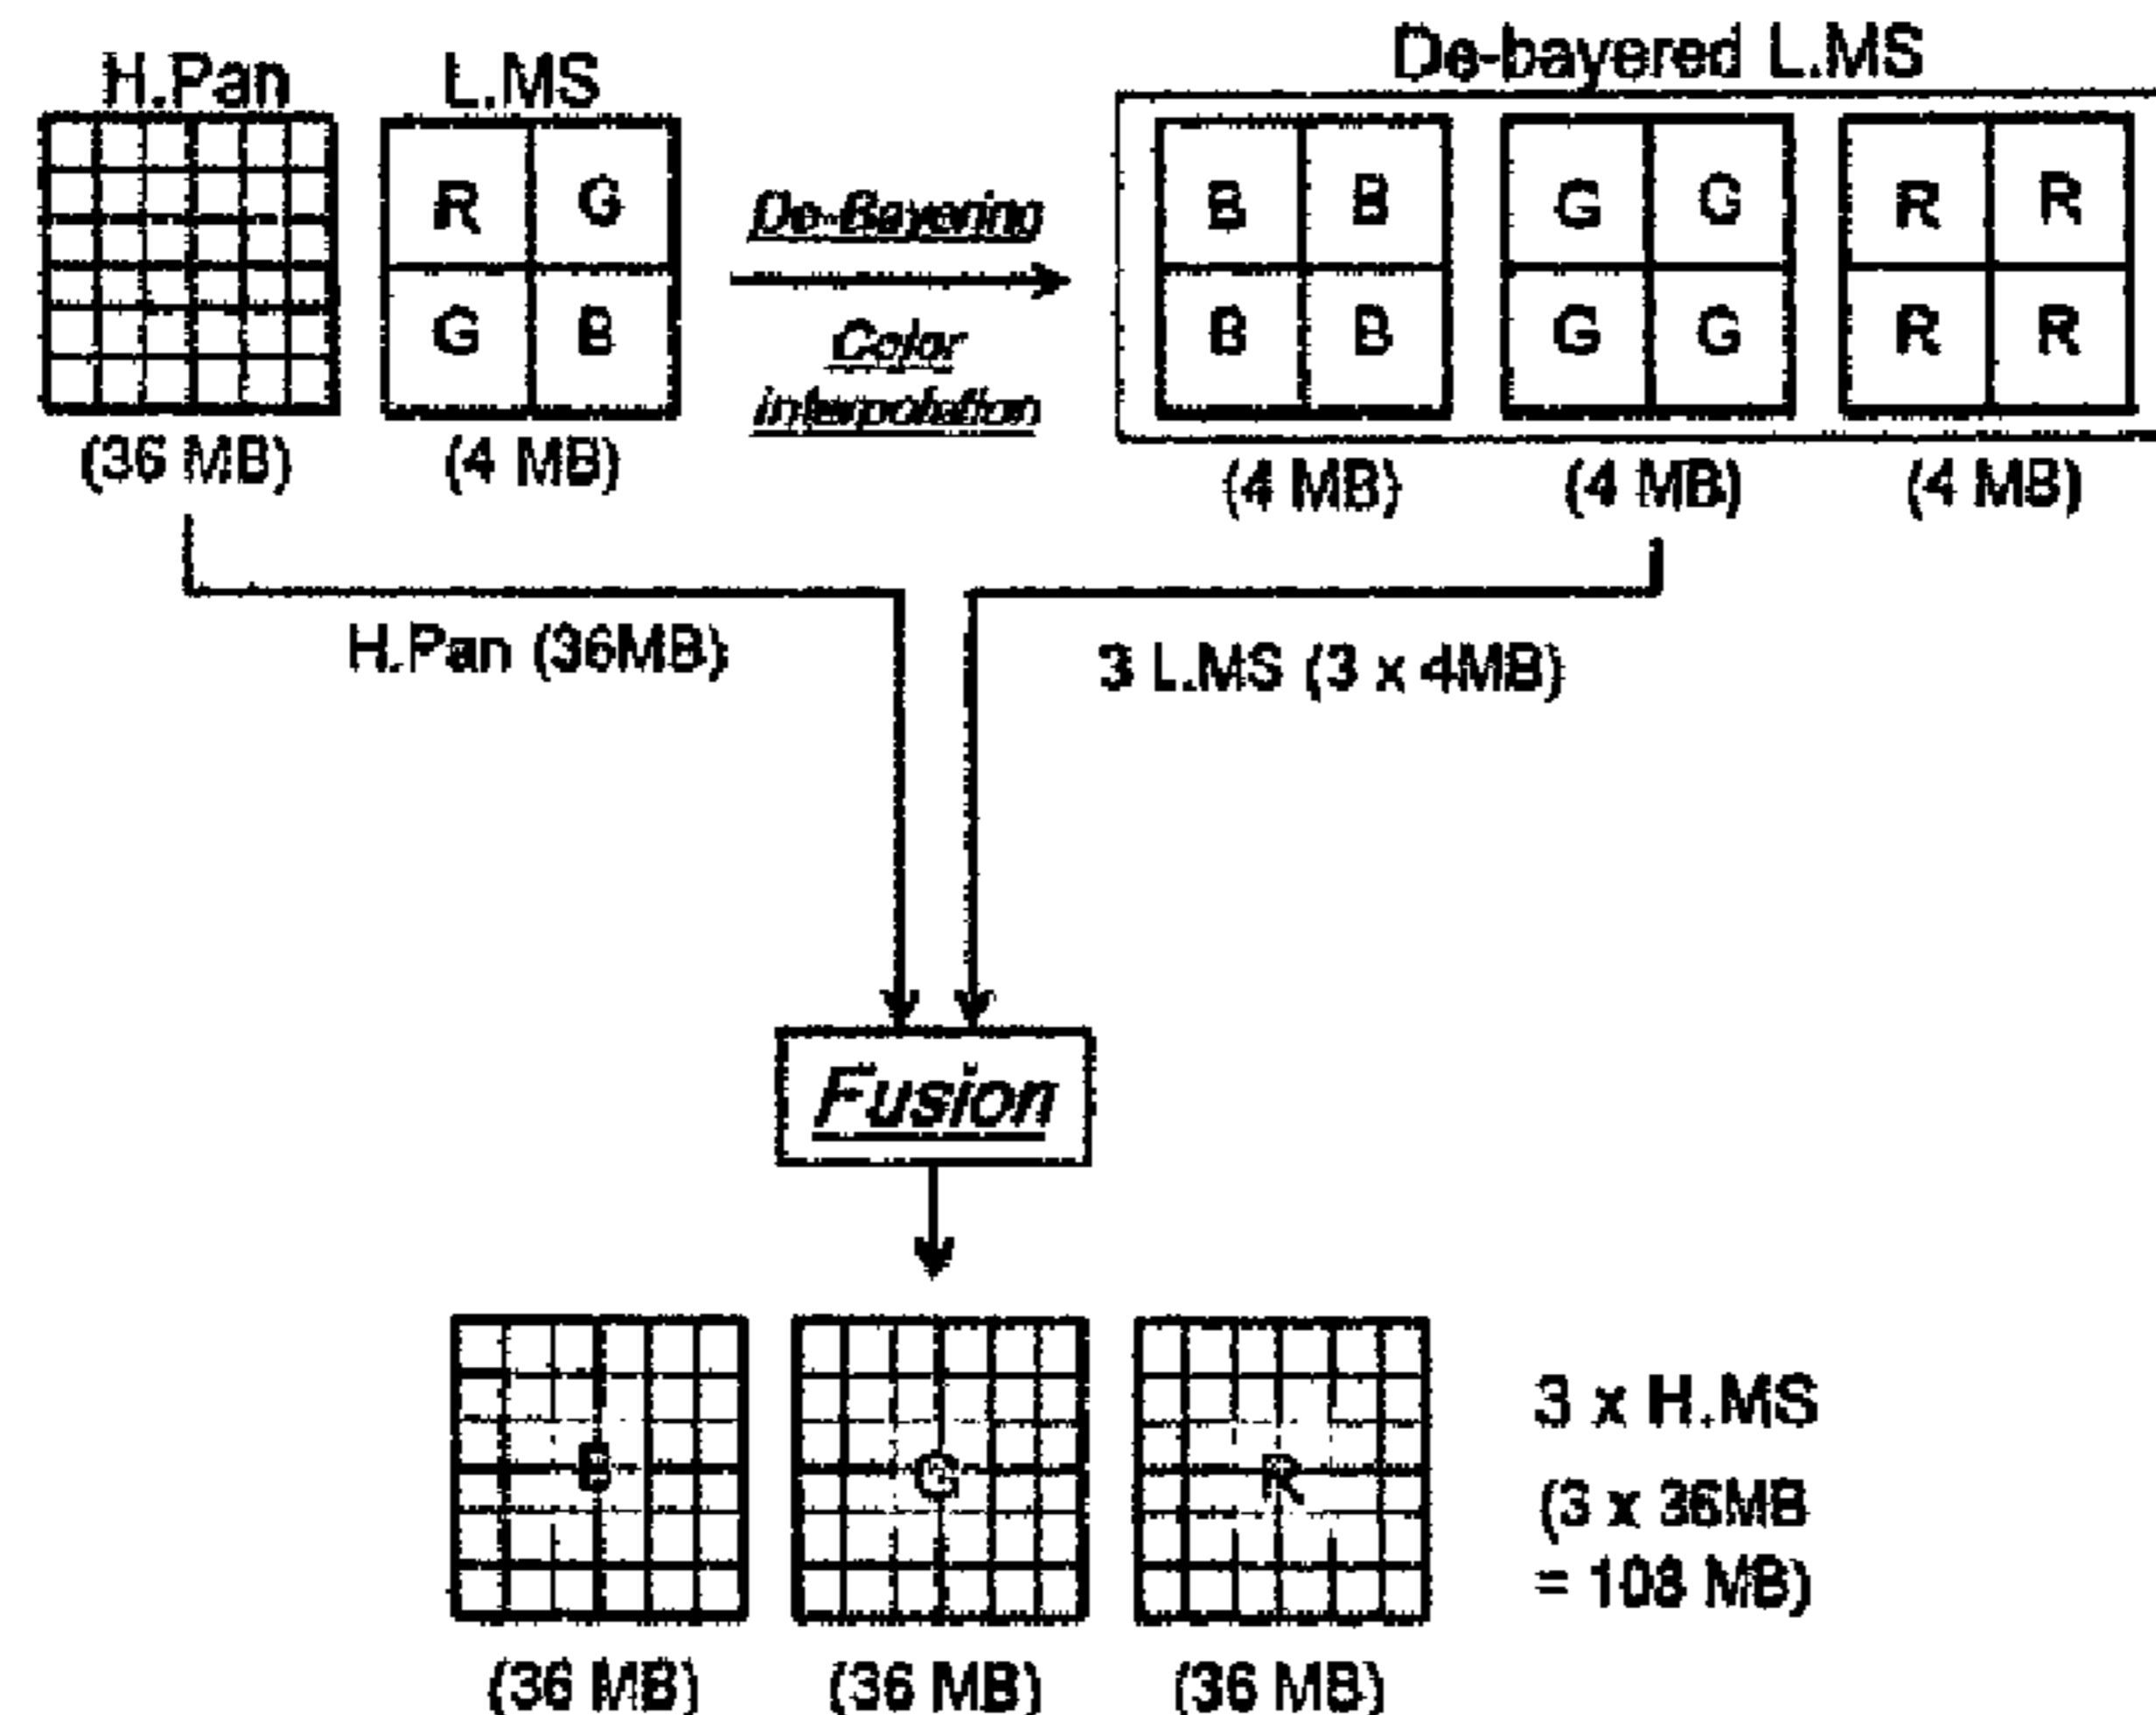 H.Pan
L.MS
De-bayered L.MS
R G
G B
De-Bayering
Color
interpolation
B B
B B
G G
G G
R R
R R
(36 MB)
(4 MB)
(4 MB)
(4 MB)
(4 MB)
H.Pan (36MB)
3 L.MS (3 x 4MB)
Fusion
B
G
R
3 x H.MS
(3 x 36MB
= 108 MB)
(36 MB)
(36 MB)
(36 MB)